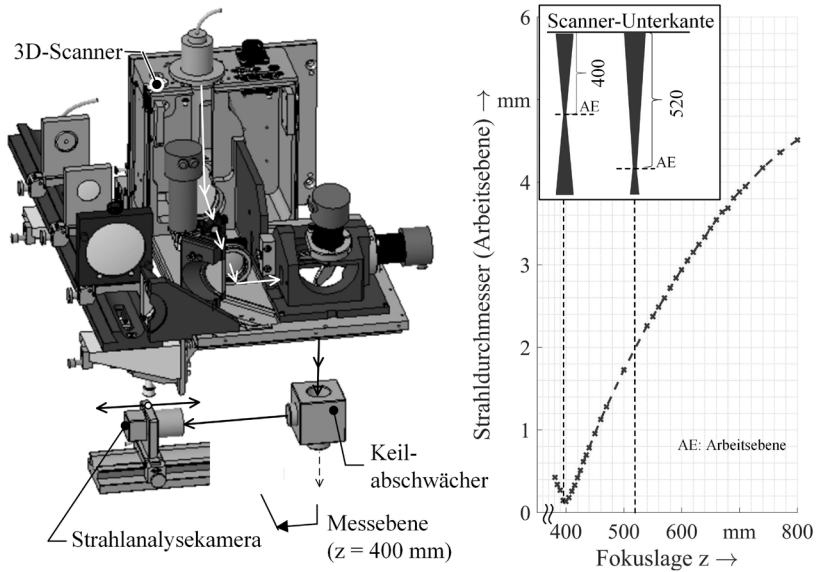 3D-Scanner
Keil-
abschwächer
Messebene
(z = 400 mm)
Strahlanalysekamera
Scanner-Unterkante
400
AE
520
AE
Strahldurchmesser (Arbeitsebene) →
6
mm
4
3
2
1
0
AE: Arbeitsebene
400 500 600 mm 800
Fokuslage z →